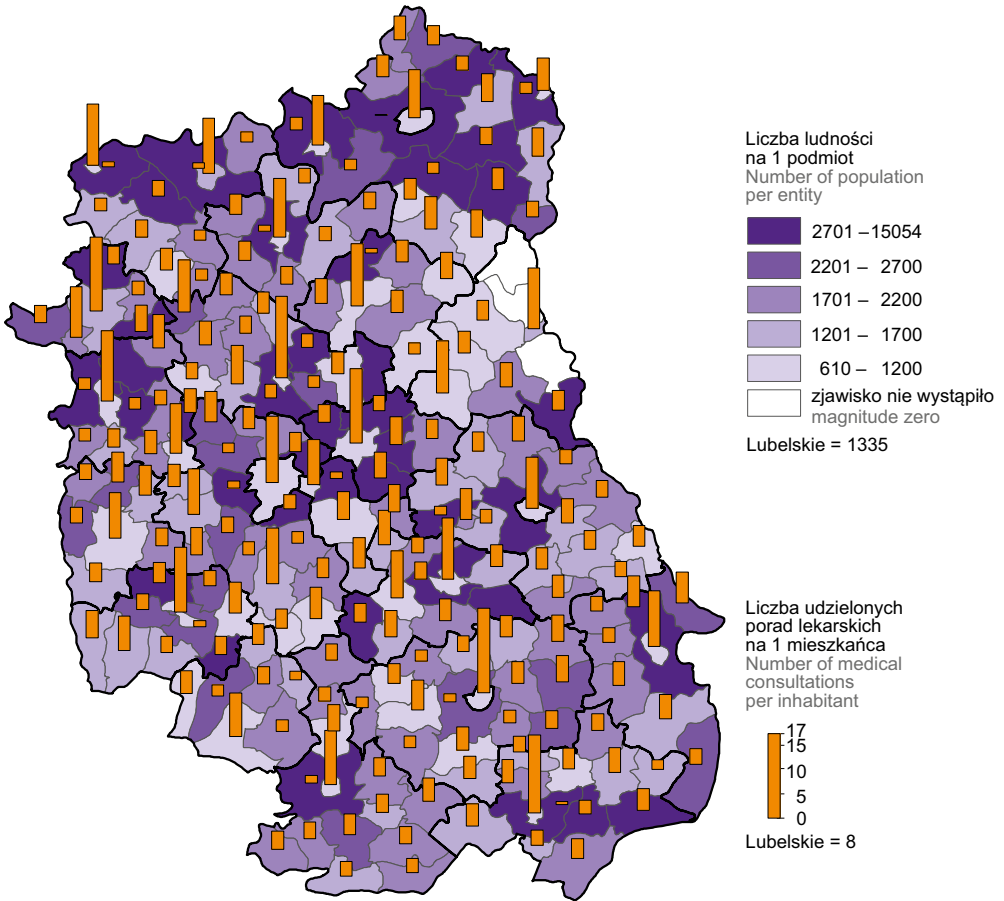 Liczba ludności
na 1 podmiot
Number of population
per entity
2701 –15054
2201 – 2700
1701 – 2200
1201 – 1700
610 – 1200
zjawisko nie wystąpiło
magnitude zero
Lubelskie = 1335
Liczba udzielonych
porad lekarskich
na 1 mieszkańca
Number of medical
consultations
per inhabitant
17
15
10
5
0
Lubelskie = 8